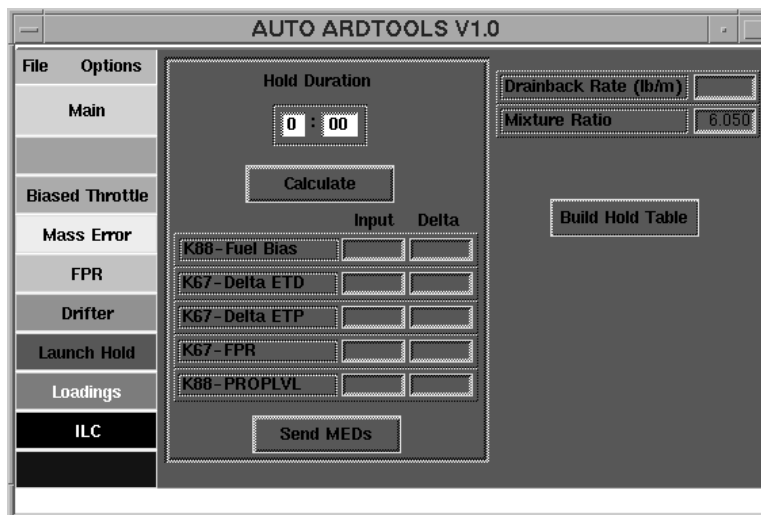 AUTO ARDTOOLS V1.0
File Options
Main
Biased Throttle
Mass Error
FPR
Drifter
Launch Hold
Loadings
ILC
Hold Duration
0 : 00
Calculate
Input Delta
K88-Fuel Bias
K67-Delta ETD
K67-Delta ETP
K67-FPR
K88-PROPLVL
Send MEDs
Drainback Rate (lb/m)
Mixture Ratio 6.050
Build Hold Table